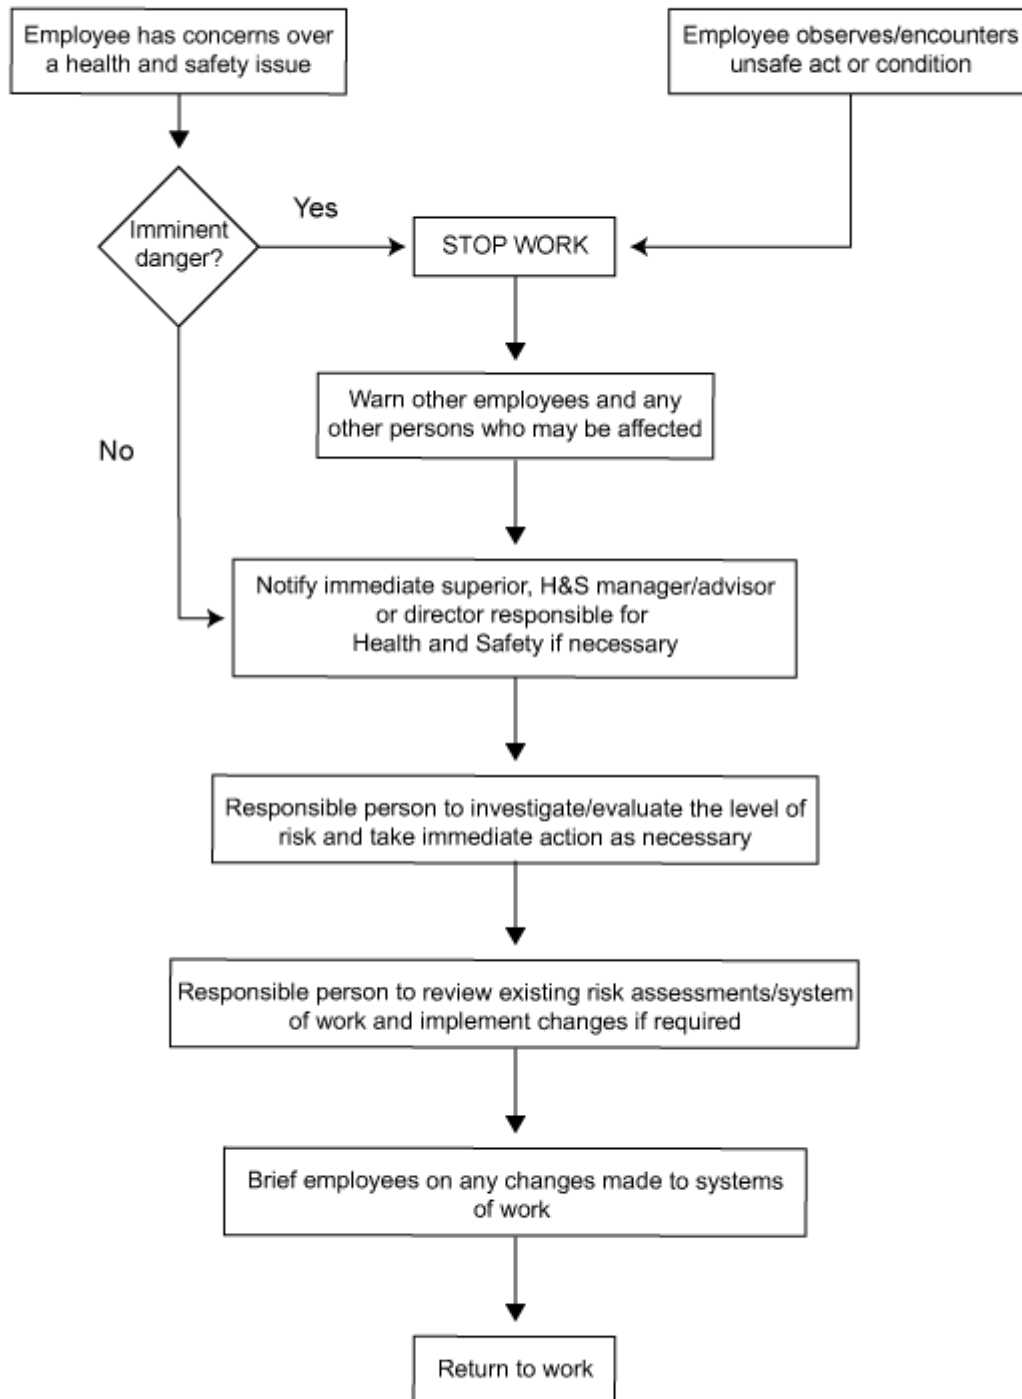 Employee has concerns over
a health and safety issue
Employee observes/encounters
unsafe act or condition
Yes
Imminent
danger?
STOP WORK
Warn other employees and any
other persons who may be affected
No
Notify immediate superior, H&S manager/advisor
or director responsible for
Health and Safety if necessary
Responsible person to investigate/evaluate the level of
risk and take immediate action as necessary
Responsible person to review existing risk assessments/system
of work and implement changes if required
Brief employees on any changes made to systems
of work
Return to work